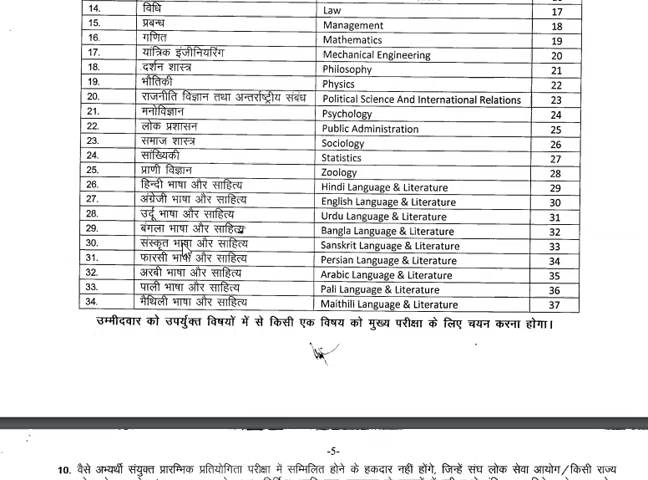 14. विधि Law 17
15. प्रबन्ध Management 18
16. गणित Mathematics 19
17. यांत्रिक इंजीनियरिंग Mechanical Engineering 20
18. दर्शन शास्त्र Philosophy 21
19. भौतिकी Physics 22
20. राजनीति विज्ञान तथा अन्तर्राष्ट्रीय संबंध Political Science And International Relations 23
21. मनोविज्ञान Psychology 24
22. लोक प्रशासन Public Administration 25
23. समाज शास्त्र Sociology 26
24. सांख्यिकी Statistics 27
25. प्राणी विज्ञान Zoology 28
26. हिन्दी भाषा और साहित्य Hindi Language & Literature 29
27. अंग्रेजी भाषा और साहित्य English Language & Literature 30
28. उर्दू भाषा और साहित्य Urdu Language & Literature 31
29. बंगला भाषा और साहित्य Bangla Language & Literature 32
30. संस्कृत भाषा और साहित्य Sanskrit Language & Literature 33
31. फारसी भाषा और साहित्य Persian Language & Literature 34
32. अरबी भाषा और साहित्य Arabic Language & Literature 35
33. पाली भाषा और साहित्य Pali Language & Literature 36
34. मैथिली भाषा और साहित्य Maithili Language & Literature 37
उम्मीदवार को उपर्युक्त विषयों में से किसी एक विषय को मुख्य परीक्षा के लिए चयन करना होगा।
-5-
10. वैसे अभ्यर्थी संयुक्त प्रारम्भिक प्रतियोगिता परीक्षा में सम्मिलित होने के हकदार नहीं होंगे, जिन्हें संघ लोक सेवा आयोग/किसी राज्य